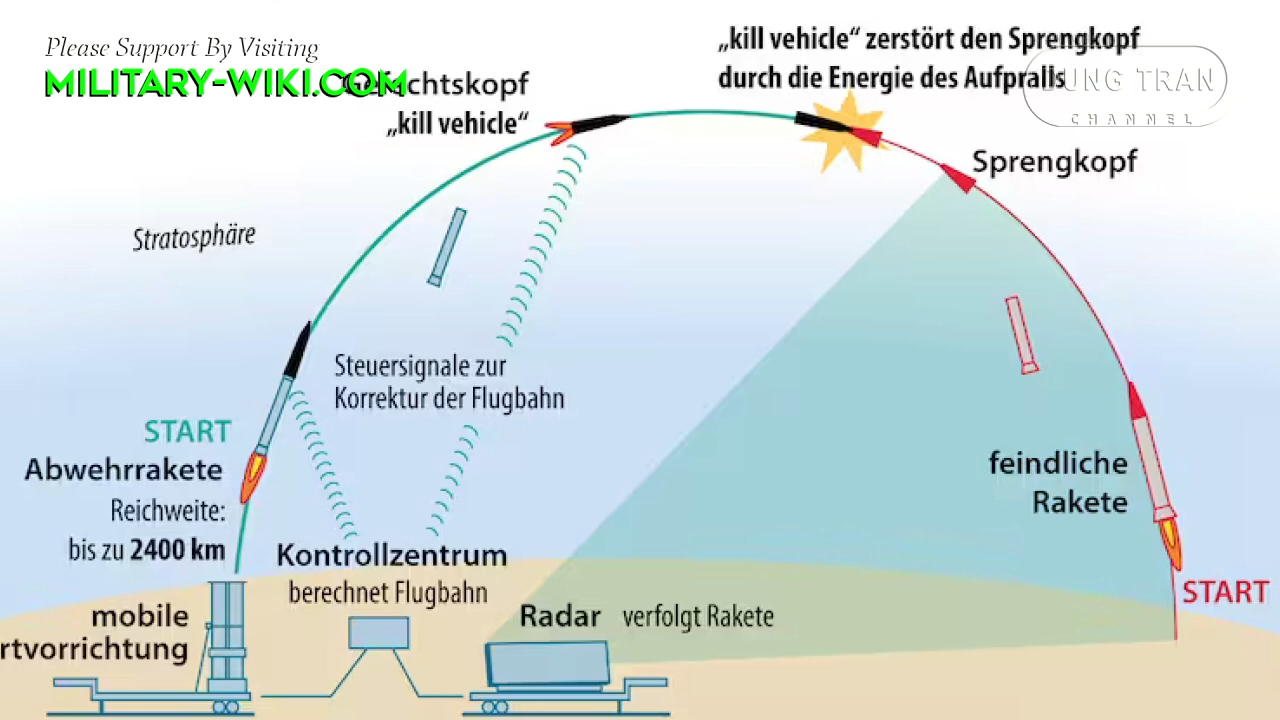 Please Support By Visiting
MILITARY-WIKI.COM
„kill vehicle“
„kill vehicle“ zerstört den Sprengkopf
durch die Energie des Aufpralls
TRAN
CHANNEL
Sprengkopf
Stratosphäre
Steuersignale zur
Korrektur der Flugbahn
START
Abwehrrakete
Reichweite:
bis zu 2400 km
feindliche
Rakete
START
Kontrollzentrum
berechnet Flugbahn
mobile
rtvorrichtung
Radar verfolgt Rakete